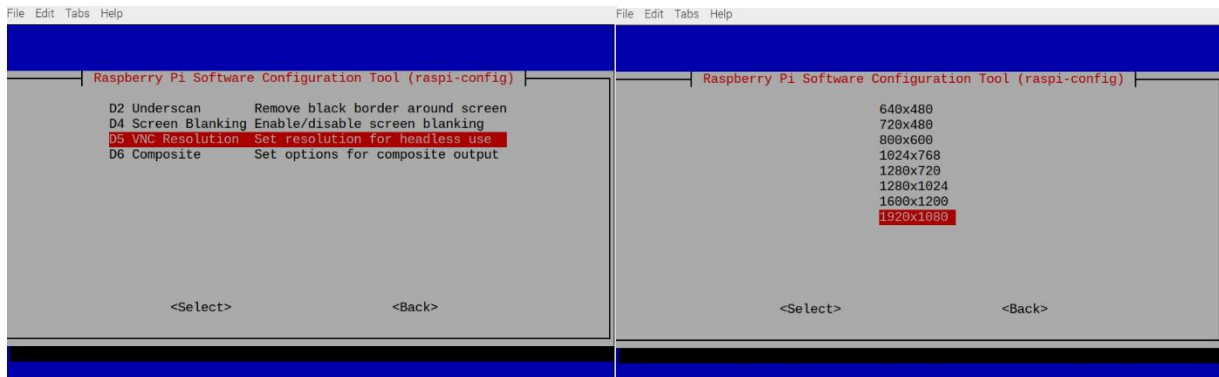 File Edit Tabs Help
Raspberry Pi Software Configuration Tool (raspi-config)
D2 Underscan Remove black border around screen
D4 Screen Blanking Enable/disable screen blanking
D5 VNC Resolution Set resolution for headless use
D6 Composite Set options for composite output
<Select> <Back>
File Edit Tabs Help
Raspberry Pi Software Configuration Tool (raspi-config)
640x480
720x480
800x600
1024x768
1280x720
1280x1024
1600x1200
1920x1080
<Select> <Back>